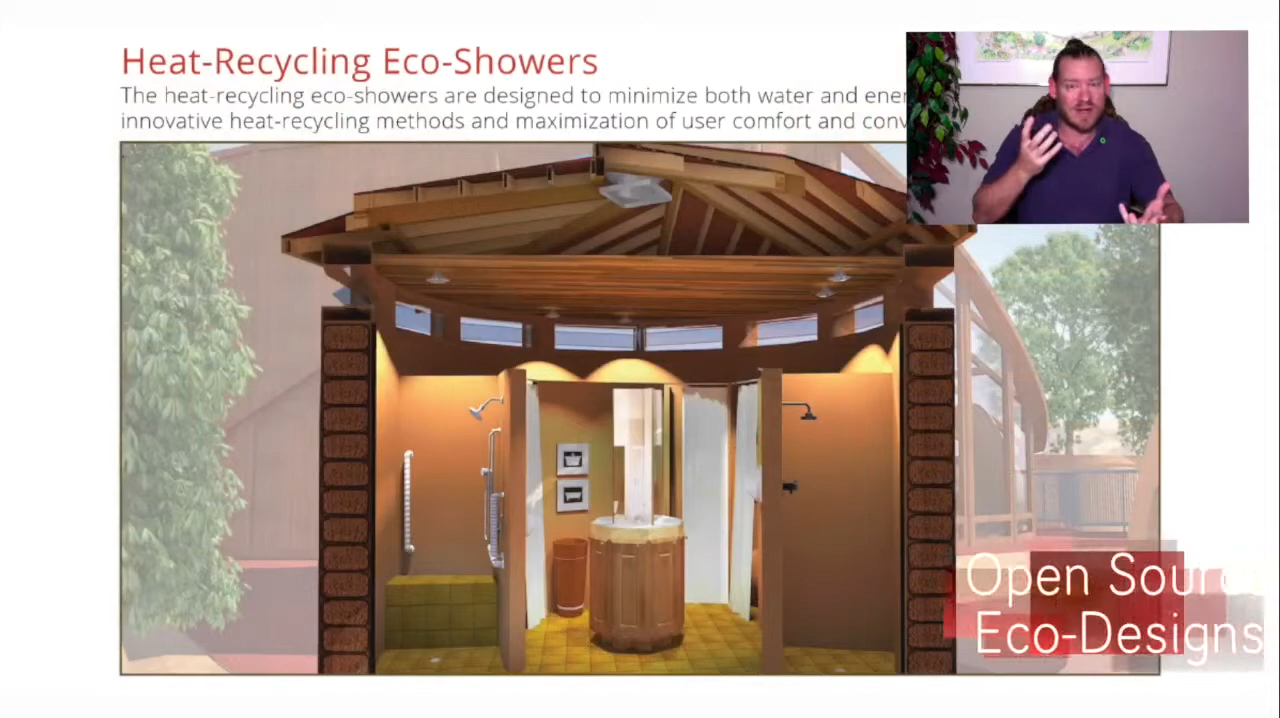 Heat-Recycling Eco-Showers
The heat-recycling eco-showers are designed to minimize both water and
innovative heat-recycling methods and maximization of user comfort and
Open
Eco-Designs